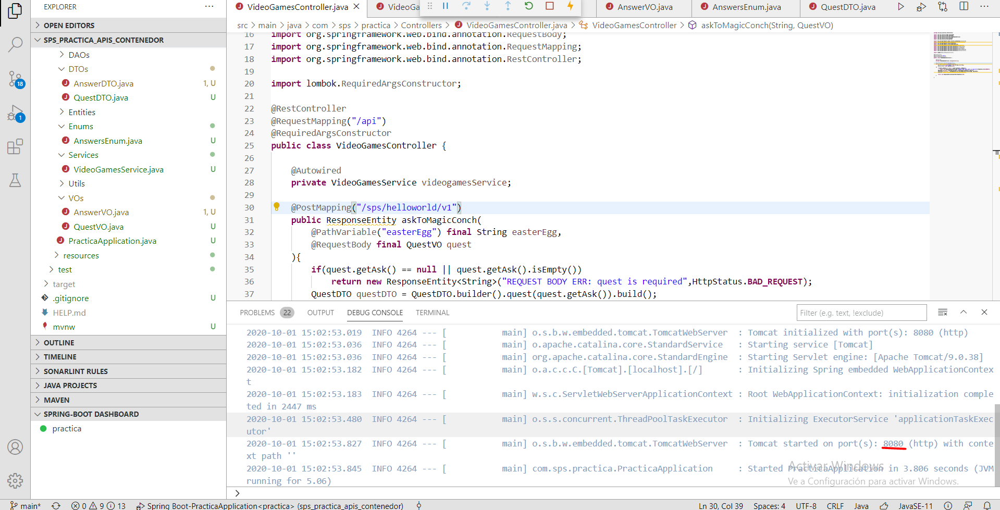 EXPLORER
OPEN EDITORS
SPS_PRACTICA_APIS_CONTENEDOR
DAOs
DTOs
AnswerDTO.java 1, U
QuestDTO.java U
Entities
Enums
AnswersEnum.java U
Services
VideoGamesService.java U
Utils
VOs
AnswerVO.java 1, U
QuestVO.java U
PracticaApplication.java U
resources
test
target
.gitignore U
HELP.md
mvnw U
OUTLINE
TIMELINE
SONARLINT RULES
JAVA PROJECTS
MAVEN
SPRING-BOOT DASHBOARD
practica
18
1
VideoGamesController.java VideoGa AnswerVO.java AnswersEnum.java QuestDTO.java
src > main > java > com > sps > practica > Controllers > VideoGamesController.java > VideoGamesController > askToMagicConch(String, QuestVO)
16 import org.springframework.web.bind.annotation.RequestBody;
17 import org.springframework.web.bind.annotation.RequestMapping;
18 import org.springframework.web.bind.annotation.RestController;
19
20 import lombok.RequiredArgsConstructor;
21
22 @RestController
23 @RequestMapping("/api")
24 @RequiredArgsConstructor
25 public class VideoGamesController {
26
27 @Autowired
28 private VideoGamesService videogamesService;
29
30 @PostMapping("/sps/helloworld/v1")
31 public ResponseEntity askToMagicConch(
32 @PathVariable("easterEgg") final String easterEgg,
33 @RequestBody final QuestVO quest
34 ){
35 if(quest.getAsk() == null || quest.getAsk().isEmpty())
36 return new ResponseEntity<String>("REQUEST BODY ERR: quest is required",HttpStatus.BAD_REQUEST);
37 QuestDTO questDTO = QuestDTO.builder().quest(quest.getAsk()).build();
PROBLEMS 22 OUTPUT DEBUG CONSOLE TERMINAL Filter (e.g. text, !exclude)
2020-10-01 15:02:53.019 INFO 4264 --- [ main] o.s.b.w.embedded.tomcat.TomcatWebServer : Tomcat initialized with port(s): 8080 (http)
2020-10-01 15:02:53.036 INFO 4264 --- [ main] o.apache.catalina.core.StandardService : Starting service [Tomcat]
2020-10-01 15:02:53.036 INFO 4264 --- [ main] org.apache.catalina.core.StandardEngine : Starting Servlet engine: [Apache Tomcat/9.0.38]
2020-10-01 15:02:53.182 INFO 4264 --- [ main] o.a.c.c.C.[Tomcat].[localhost].[/] : Initializing Spring embedded WebApplicationContex
t
2020-10-01 15:02:53.183 INFO 4264 --- [ main] w.s.c.ServletWebServerApplicationContext : Root WebApplicationContext: initialization comple
ted in 2447 ms
2020-10-01 15:02:53.480 INFO 4264 --- [ main] o.s.s.concurrent.ThreadPoolTaskExecutor : Initializing ExecutorService 'applicationTaskExec
utor'
2020-10-01 15:02:53.827 INFO 4264 --- [ main] o.s.b.w.embedded.tomcat.TomcatWebServer : Tomcat started on port(s): 8080 (http) with conte
xt path ''
2020-10-01 15:02:53.845 INFO 4264 --- [ main] com.sps.practica.PracticaApplication : Started PracticaApplication in 3.806 seconds (JVM
running for 5.06)
Activar Windows
Ve a Configuración para activar Windows.
main* 0 9 13 Spring Boot-PracticaApplication<practica> (sps_practica_apis_contenedor) Ln 30, Col 39 Spaces: 4 UTF-8 CRLF Java JavaSE-11